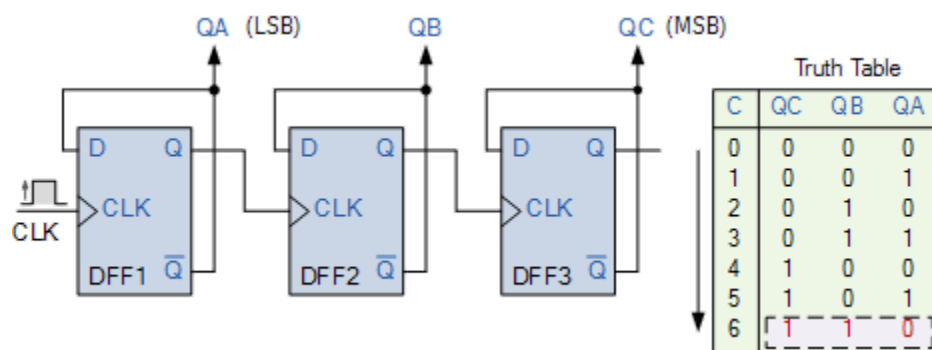 QA (LSB)
QB
QC (MSB)
Truth Table
C QC QB QA
D Q
D Q
D Q
0 0 0 0
1 0 0 1
2 0 1 0
3 0 1 1
4 1 0 0
5 1 0 1
6 1 1 0
CLK
CLK
CLK
CLK
DFF1 Q̅
DFF2 Q̅
DFF3 Q̅